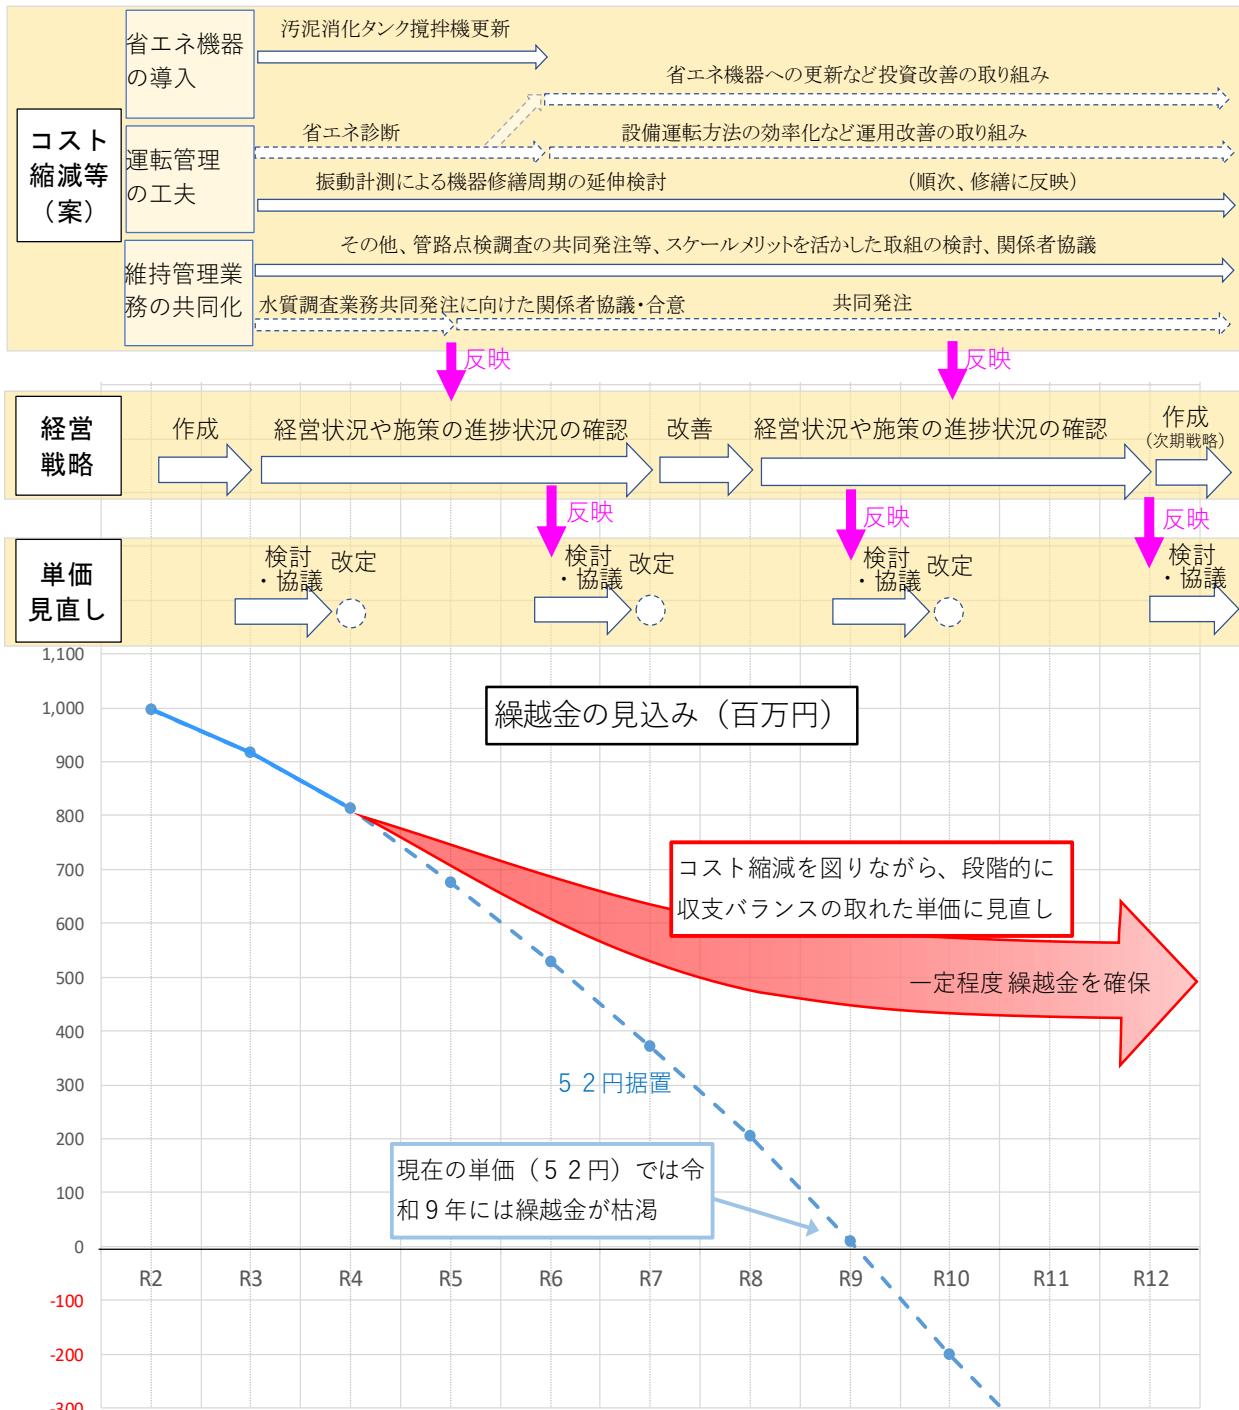 コスト
縮減等
（案）
省エネ機器
の導入
汚泥消化タンク攪拌機更新
省エネ機器への更新など投資改善の取り組み
運転管理
の工夫
省エネ診断
設備運転方法の効率化など運用改善の取り組み
振動計測による機器修繕周期の延伸検討
（順次、修繕に反映）
維持管理業
務の共同化
その他、管路点検調査の共同発注等、スケールメリットを活かした取組の検討、関係者協議
水質調査業務共同発注に向けた関係者協議・合意
共同発注
反映
反映
経営
戦略
作成
経営状況や施策の進捗状況の確認
改善
経営状況や施策の進捗状況の確認
作成
（次期戦略）
反映
反映
反映
単価
見直し
検討
・協議
改定
検討
・協議
改定
検討
・協議
改定
検討
・協議
繰越金の見込み（百万円）
1,100
1,000
900
800
700
600
500
400
300
200
100
0
-100
-200
-300
コスト縮減を図りながら、段階的に
収支バランスの取れた単価に見直し
一定程度 繰越金を確保
５２円据置
現在の単価（５２円）では令
和９年には繰越金が枯渇
R2
R3
R4
R5
R6
R7
R8
R9
R10
R11
R12